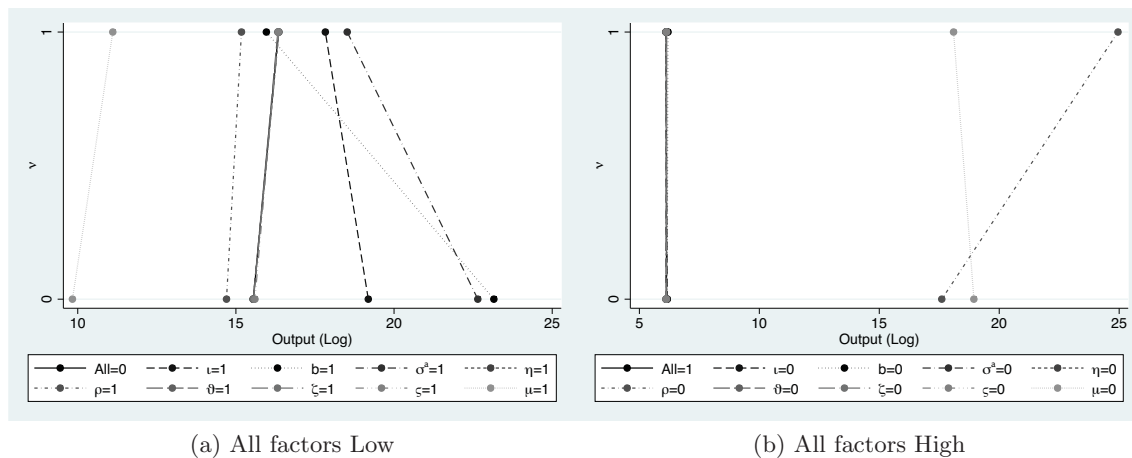 1
ν
0
10 15 20 25
Output (Log)
All=0 ι=1 b=1 σᵃ=1 η=1
ρ=1 ϑ=1 ζ=1 ς=1 μ=1
(a) All factors Low
1
ν
0
5 10 15 20 25
Output (Log)
All=1 ι=0 b=0 σᵃ=0 η=0
ρ=0 ϑ=0 ζ=0 ς=0 μ=0
(b) All factors High